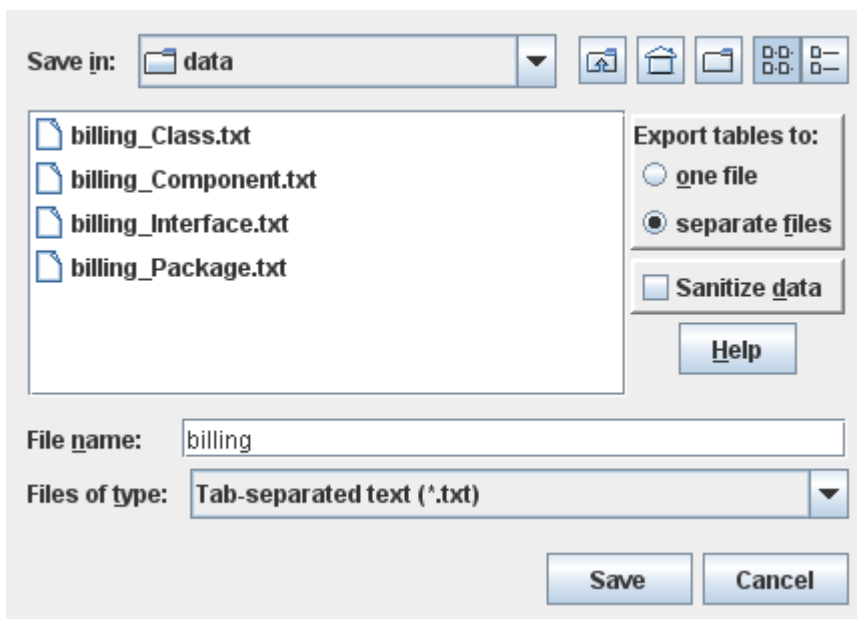 Save in: data
billing_Class.txt
billing_Component.txt
billing_Interface.txt
billing_Package.txt
Export tables to:
one file
separate files
Sanitize data
Help
File name: billing
Files of type: Tab-separated text (*.txt)
Save Cancel